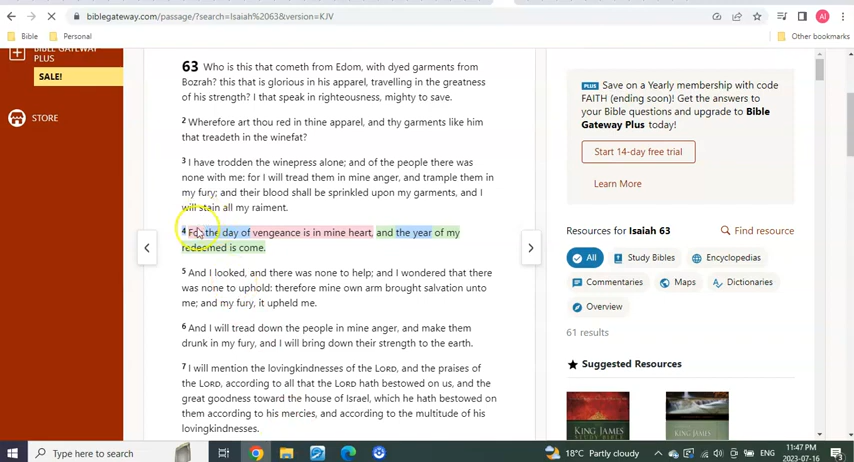 biblegateway.com/passage/?search=Isaiah%2063&version=KJV
AI
Bible
Personal
Other bookmarks
BIBLE GATEWAY
PLUS
SALE!
STORE
63 Who is this that cometh from Edom, with dyed garments from
Bozrah? this that is glorious in his apparel, travelling in the greatness
of his strength? I that speak in righteousness, mighty to save.
2 Wherefore art thou red in thine apparel, and thy garments like him
that treadeth in the winefat?
3 I have trodden the winepress alone; and of the people there was
none with me: for I will tread them in mine anger, and trample them in
my fury; and their blood shall be sprinkled upon my garments, and I
will stain all my raiment.
4 For the day of vengeance is in mine heart, and the year of my
redeemed is come.
5 And I looked, and there was none to help; and I wondered that there
was none to uphold: therefore mine own arm brought salvation unto
me; and my fury, it upheld me.
6 And I will tread down the people in mine anger, and make them
drunk in my fury, and I will bring down their strength to the earth.
7 I will mention the lovingkindnesses of the LORD, and the praises of
the LORD, according to all that the LORD hath bestowed on us, and the
great goodness toward the house of Israel, which he hath bestowed on
them according to his mercies, and according to the multitude of his
lovingkindnesses.
PLUS Save on a Yearly membership with code
FAITH (ending soon)! Get the answers to
your Bible questions and upgrade to Bible
Gateway Plus today!
Start 14-day free trial
Learn More
Resources for Isaiah 63
Find resource
All
Study Bibles
Encyclopedias
Commentaries
Maps
Dictionaries
Overview
61 results
Suggested Resources
KING JAMES
STUDY BIBLE
KING JAMES
Type here to search
18°C Partly cloudy
ENG
11:47 PM
2023-07-16
3